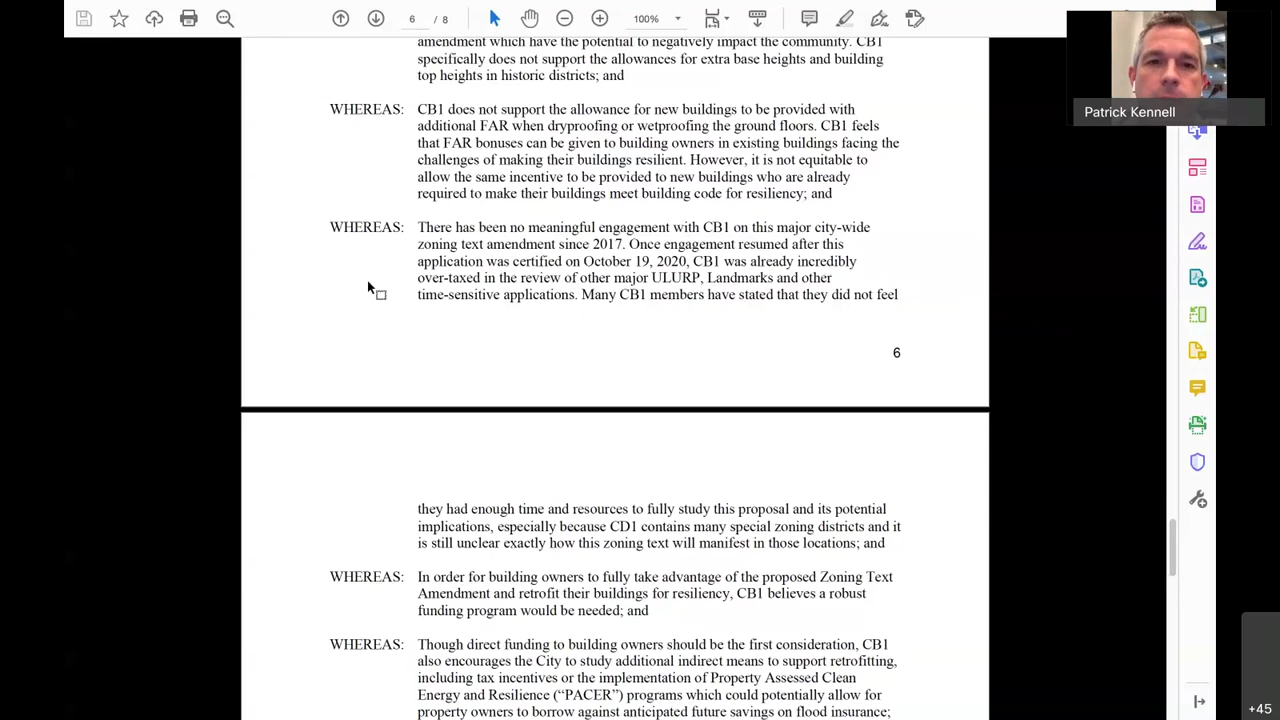 6 / 8
100%
Patrick Kennell
amendment which have the potential to negatively impact the community. CB1
specifically does not support the allowances for extra base heights and building
top heights in historic districts; and
WHEREAS: CB1 does not support the allowance for new buildings to be provided with
additional FAR when dryproofing or wetproofing the ground floors. CB1 feels
that FAR bonuses can be given to building owners in existing buildings facing the
challenges of making their buildings resilient. However, it is not equitable to
allow the same incentive to be provided to new buildings who are already
required to make their buildings meet building code for resiliency; and
WHEREAS: There has been no meaningful engagement with CB1 on this major city-wide
zoning text amendment since 2017. Once engagement resumed after this
application was certified on October 19, 2020, CB1 was already incredibly
over-taxed in the review of other major ULURP, Landmarks and other
time-sensitive applications. Many CB1 members have stated that they did not feel
6
they had enough time and resources to fully study this proposal and its potential
implications, especially because CD1 contains many special zoning districts and it
is still unclear exactly how this zoning text will manifest in those locations; and
WHEREAS: In order for building owners to fully take advantage of the proposed Zoning Text
Amendment and retrofit their buildings for resiliency, CB1 believes a robust
funding program would be needed; and
WHEREAS: Though direct funding to building owners should be the first consideration, CB1
also encourages the City to study additional indirect means to support retrofitting,
including tax incentives or the implementation of Property Assessed Clean
Energy and Resilience (“PACER”) programs which could potentially allow for
property owners to borrow against anticipated future savings on flood insurance;
+45